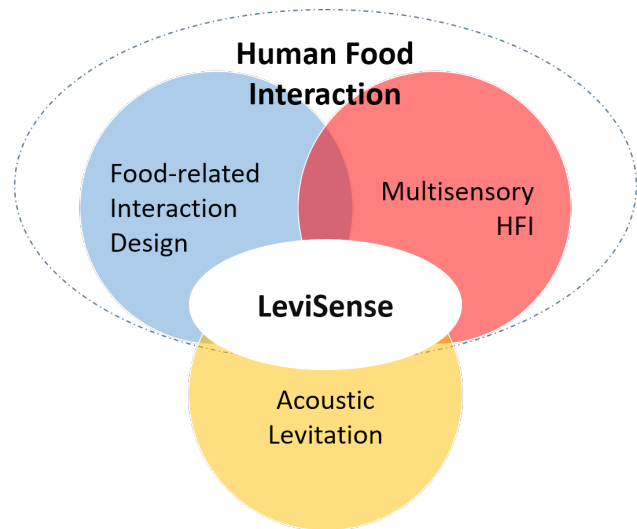 Human Food
Interaction
Food-related
Interaction
Design
Multisensory
HFI
LeviSense
Acoustic
Levitation